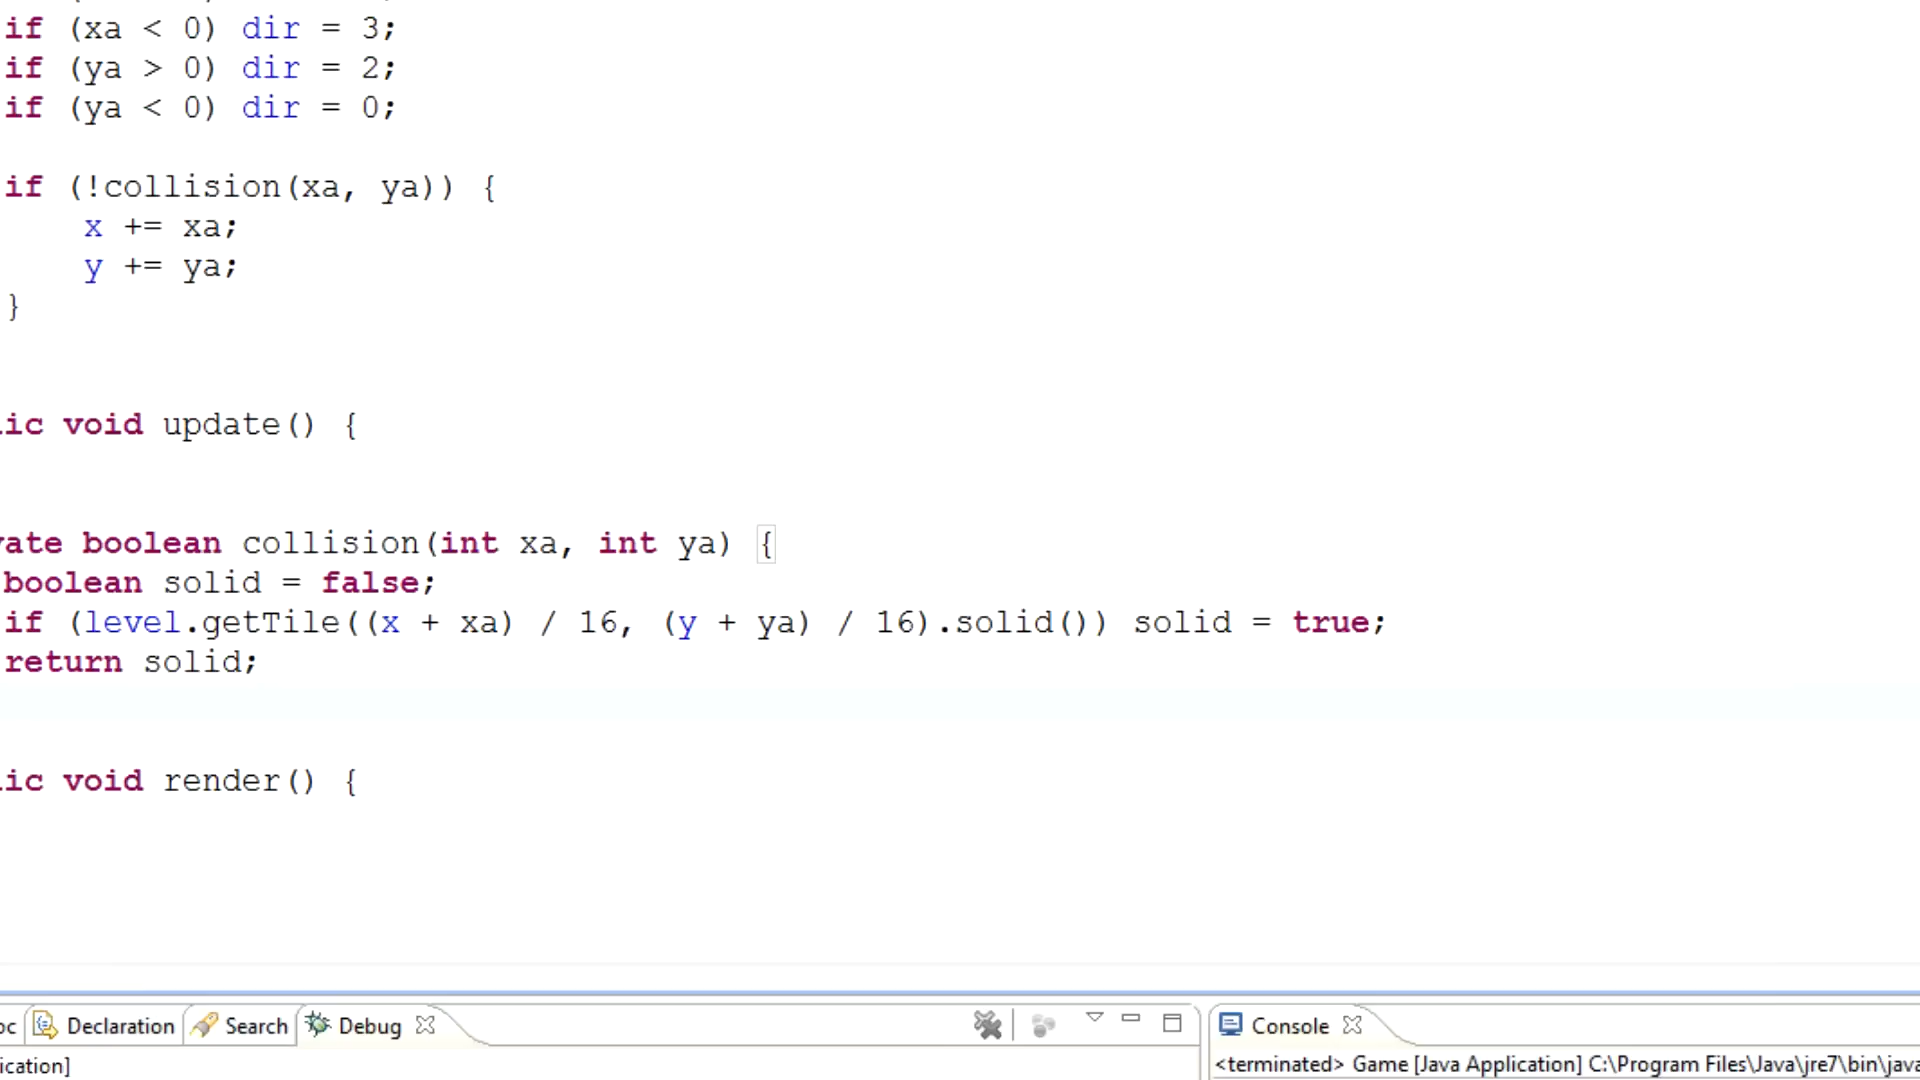 if (xa < 0) dir = 3;
if (ya > 0) dir = 2;
if (ya < 0) dir = 0;
if (!collision(xa, ya)) {
x += xa;
y += ya;
}
ic void update() {
vate boolean collision(int xa, int ya) {
boolean solid = false;
if (level.getTile((x + xa) / 16, (y + ya) / 16).solid()) solid = true;
return solid;
ic void render() {
oc Declaration Search Debug Console
ication]
<terminated> Game [Java Application] C:\Program Files\Java\jre7\bin\java